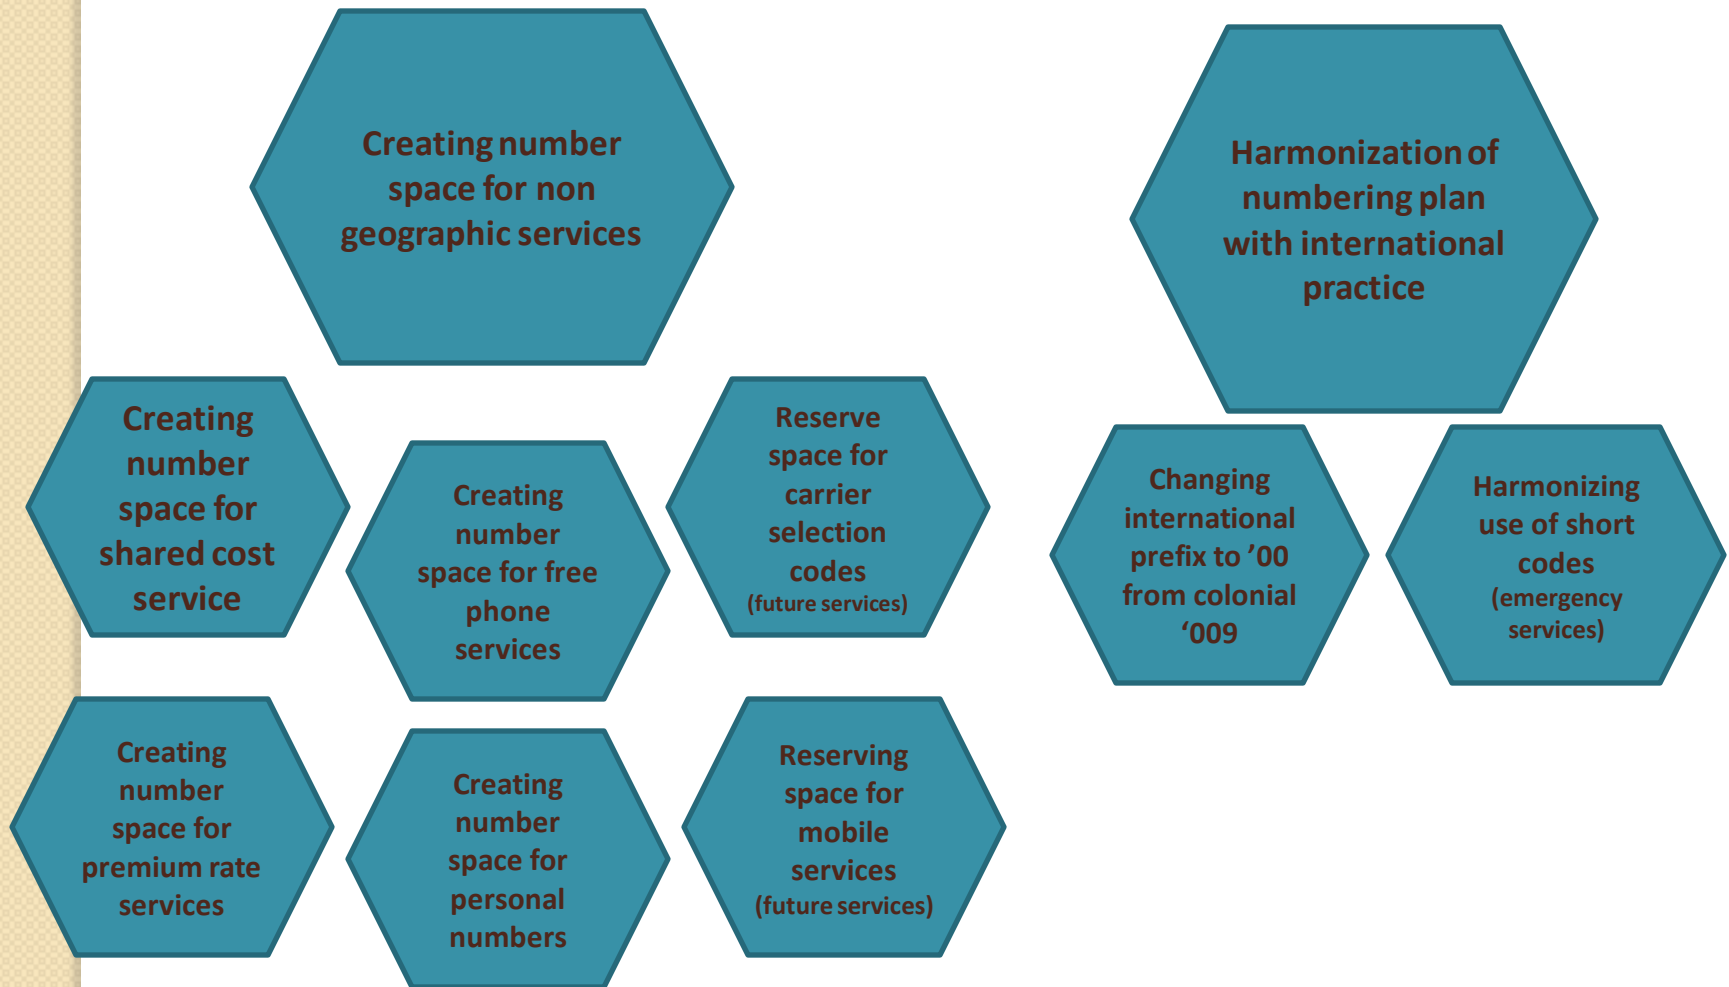 Creating number
space for non
geographic services
Harmonization of
numbering plan
with international
practice
Creating
number
space for
shared cost
service
Creating
number
space for free
phone
services
Reserve
space for
carrier
selection
codes
(future services)
Changing
international
prefix to ’00
from colonial
‘009
Harmonizing
use of short
codes
(emergency
services)
Creating
number
space for
premium rate
services
Creating
number
space for
personal
numbers
Reserving
space for
mobile
services
(future services)